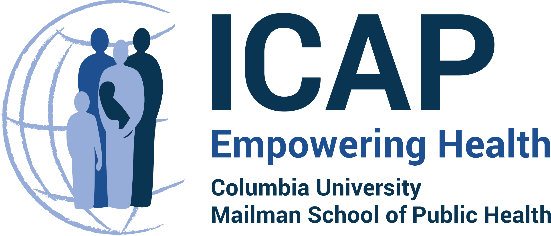 ICAP
Empowering Health
Columbia University
Mailman School of Public Health